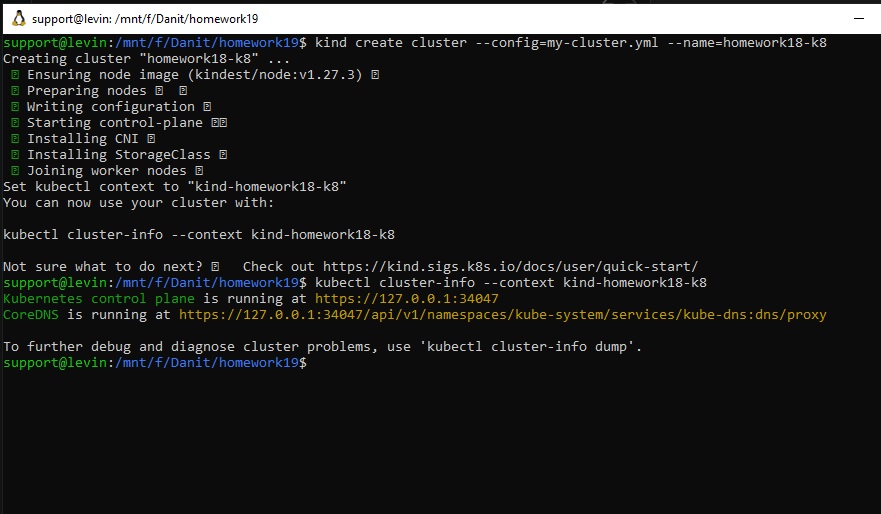 support@levin: /mnt/f/Danit/homework19
support@levin:/mnt/f/Danit/homework19$ kind create cluster --config=my-cluster.yml --name=homework18-k8
Creating cluster "homework18-k8" ...
Ensuring node image (kindest/node:v1.27.3)
Preparing nodes
Writing configuration
Starting control-plane
Installing CNI
Installing StorageClass
Joining worker nodes
Set kubectl context to "kind-homework18-k8"
You can now use your cluster with:
kubectl cluster-info --context kind-homework18-k8
Not sure what to do next? Check out https://kind.sigs.k8s.io/docs/user/quick-start/
support@levin:/mnt/f/Danit/homework19$ kubectl cluster-info --context kind-homework18-k8
Kubernetes control plane is running at https://127.0.0.1:34047
CoreDNS is running at https://127.0.0.1:34047/api/v1/namespaces/kube-system/services/kube-dns:dns/proxy
To further debug and diagnose cluster problems, use 'kubectl cluster-info dump'.
support@levin:/mnt/f/Danit/homework19$